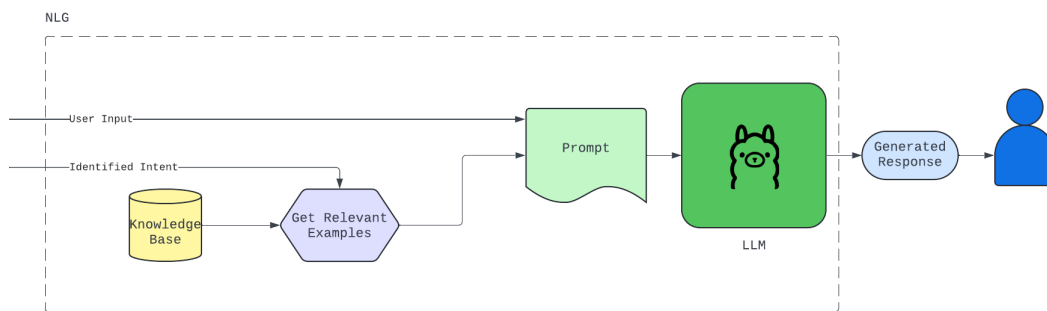 NLG
User Input
Prompt
Generated
Response
Identified Intent
Knowledge
Base
Get Relevant
Examples
LLM